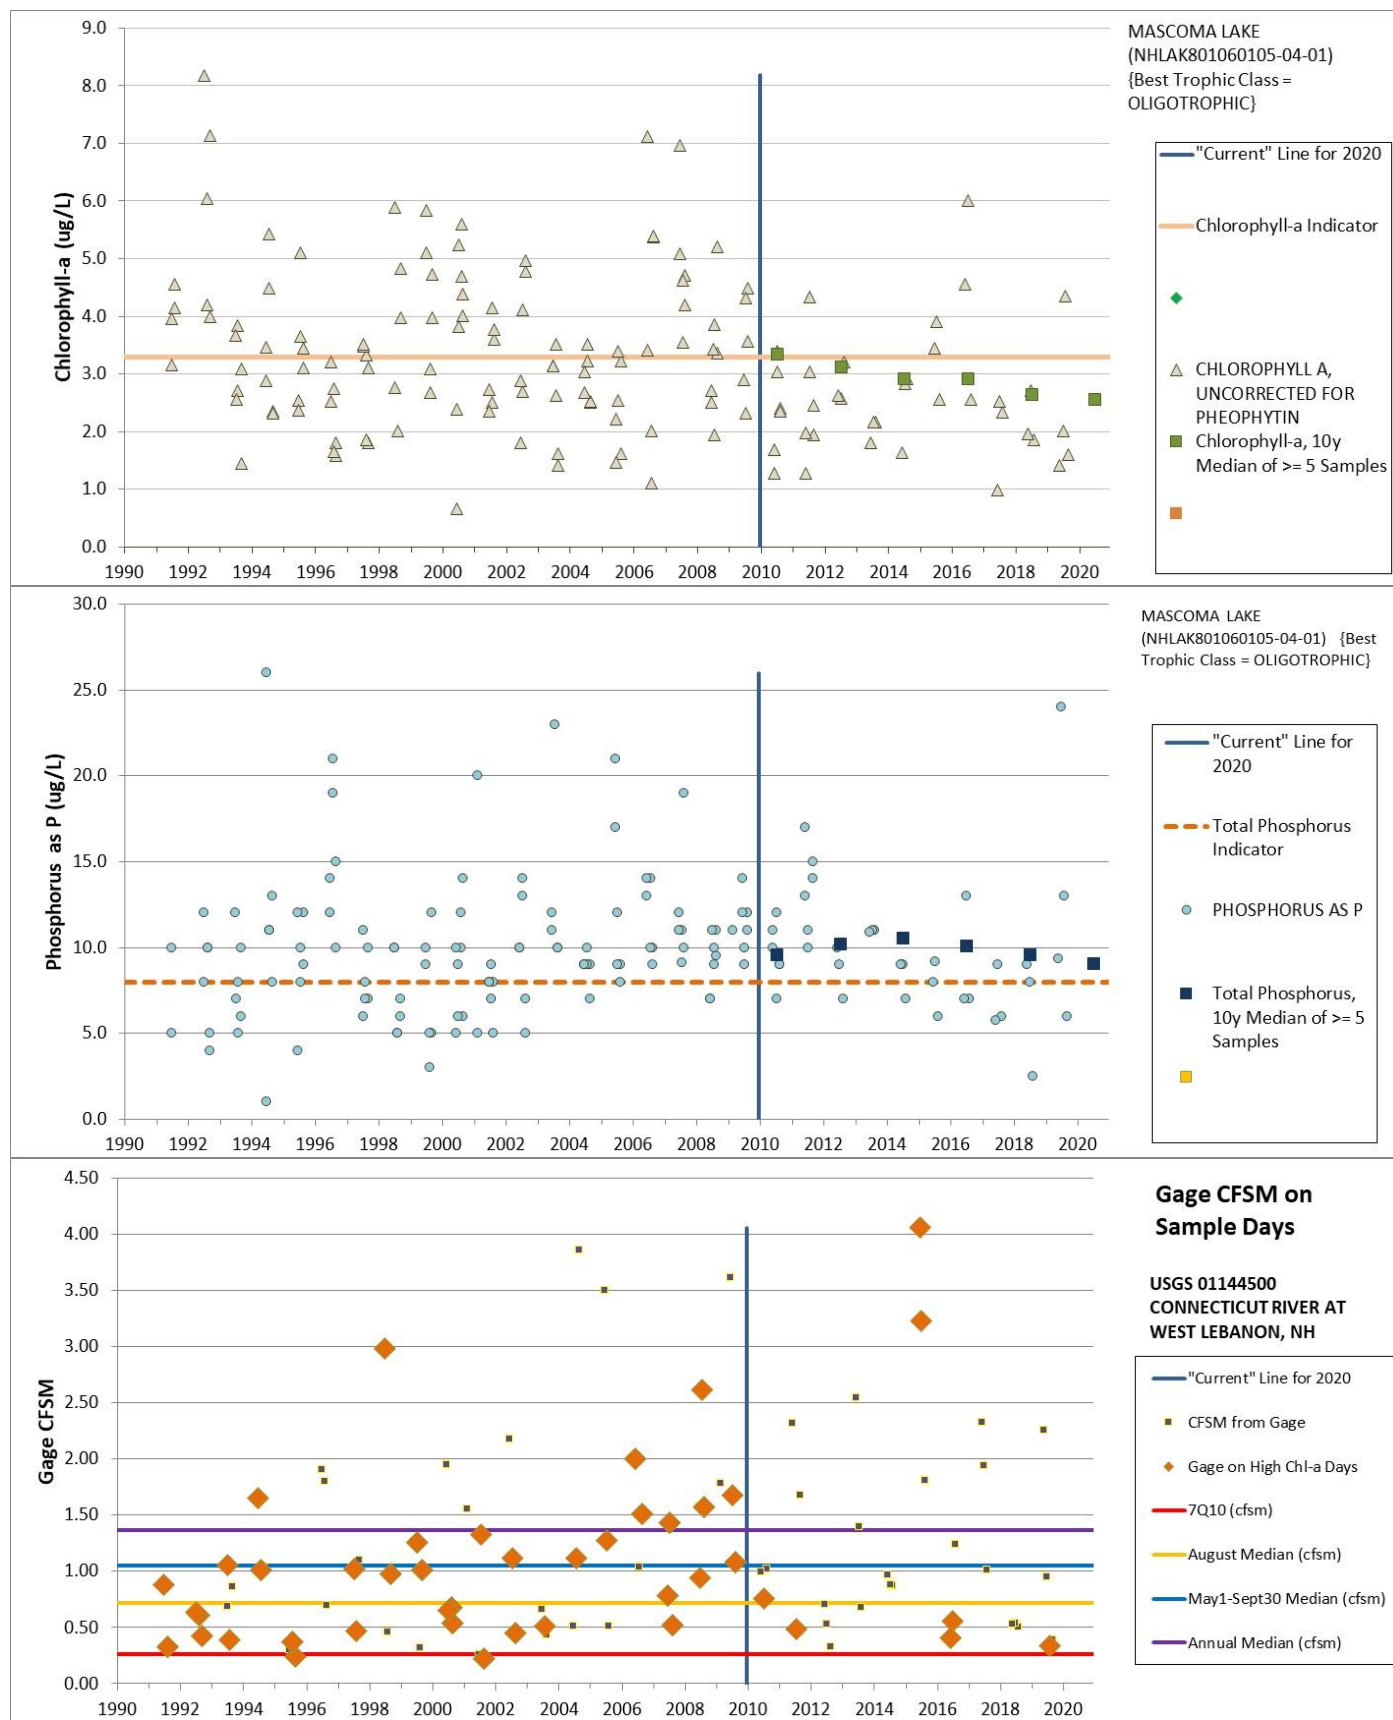 9.0
8.0
7.0
6.0
5.0
4.0
3.0
2.0
1.0
0.0
Chlorophyll-a (ug/L)
1990 1992 1994 1996 1998 2000 2002 2004 2006 2008 2010 2012 2014 2016 2018 2020
MASCOMA LAKE
(NHLAK801060105-04-01)
{Best Trophic Class =
OLIGOTROPHIC}
"Current" Line for 2020
Chlorophyll-a Indicator
CHLOROPHYLL A,
UNCORRECTED FOR
PHEOPHYTIN
Chlorophyll-a, 10y
Median of >= 5 Samples
30.0
25.0
20.0
15.0
10.0
5.0
0.0
Phosphorus as P (ug/L)
1990 1992 1994 1996 1998 2000 2002 2004 2006 2008 2010 2012 2014 2016 2018 2020
MASCOMA LAKE
(NHLAK801060105-04-01) {Best
Trophic Class = OLIGOTROPHIC}
"Current" Line for
2020
Total Phosphorus
Indicator
PHOSPHORUS AS P
Total Phosphorus,
10y Median of >= 5
Samples
4.50
4.00
3.50
3.00
2.50
2.00
1.50
1.00
0.50
0.00
Gage CFSM
1990 1992 1994 1996 1998 2000 2002 2004 2006 2008 2010 2012 2014 2016 2018 2020
Gage CFSM on
Sample Days
USGS 01144500
CONNECTICUT RIVER AT
WEST LEBANON, NH
"Current" Line for 2020
CFSM from Gage
Gage on High Chl-a Days
7Q10 (cfsm)
August Median (cfsm)
May1-Sept30 Median (cfsm)
Annual Median (cfsm)